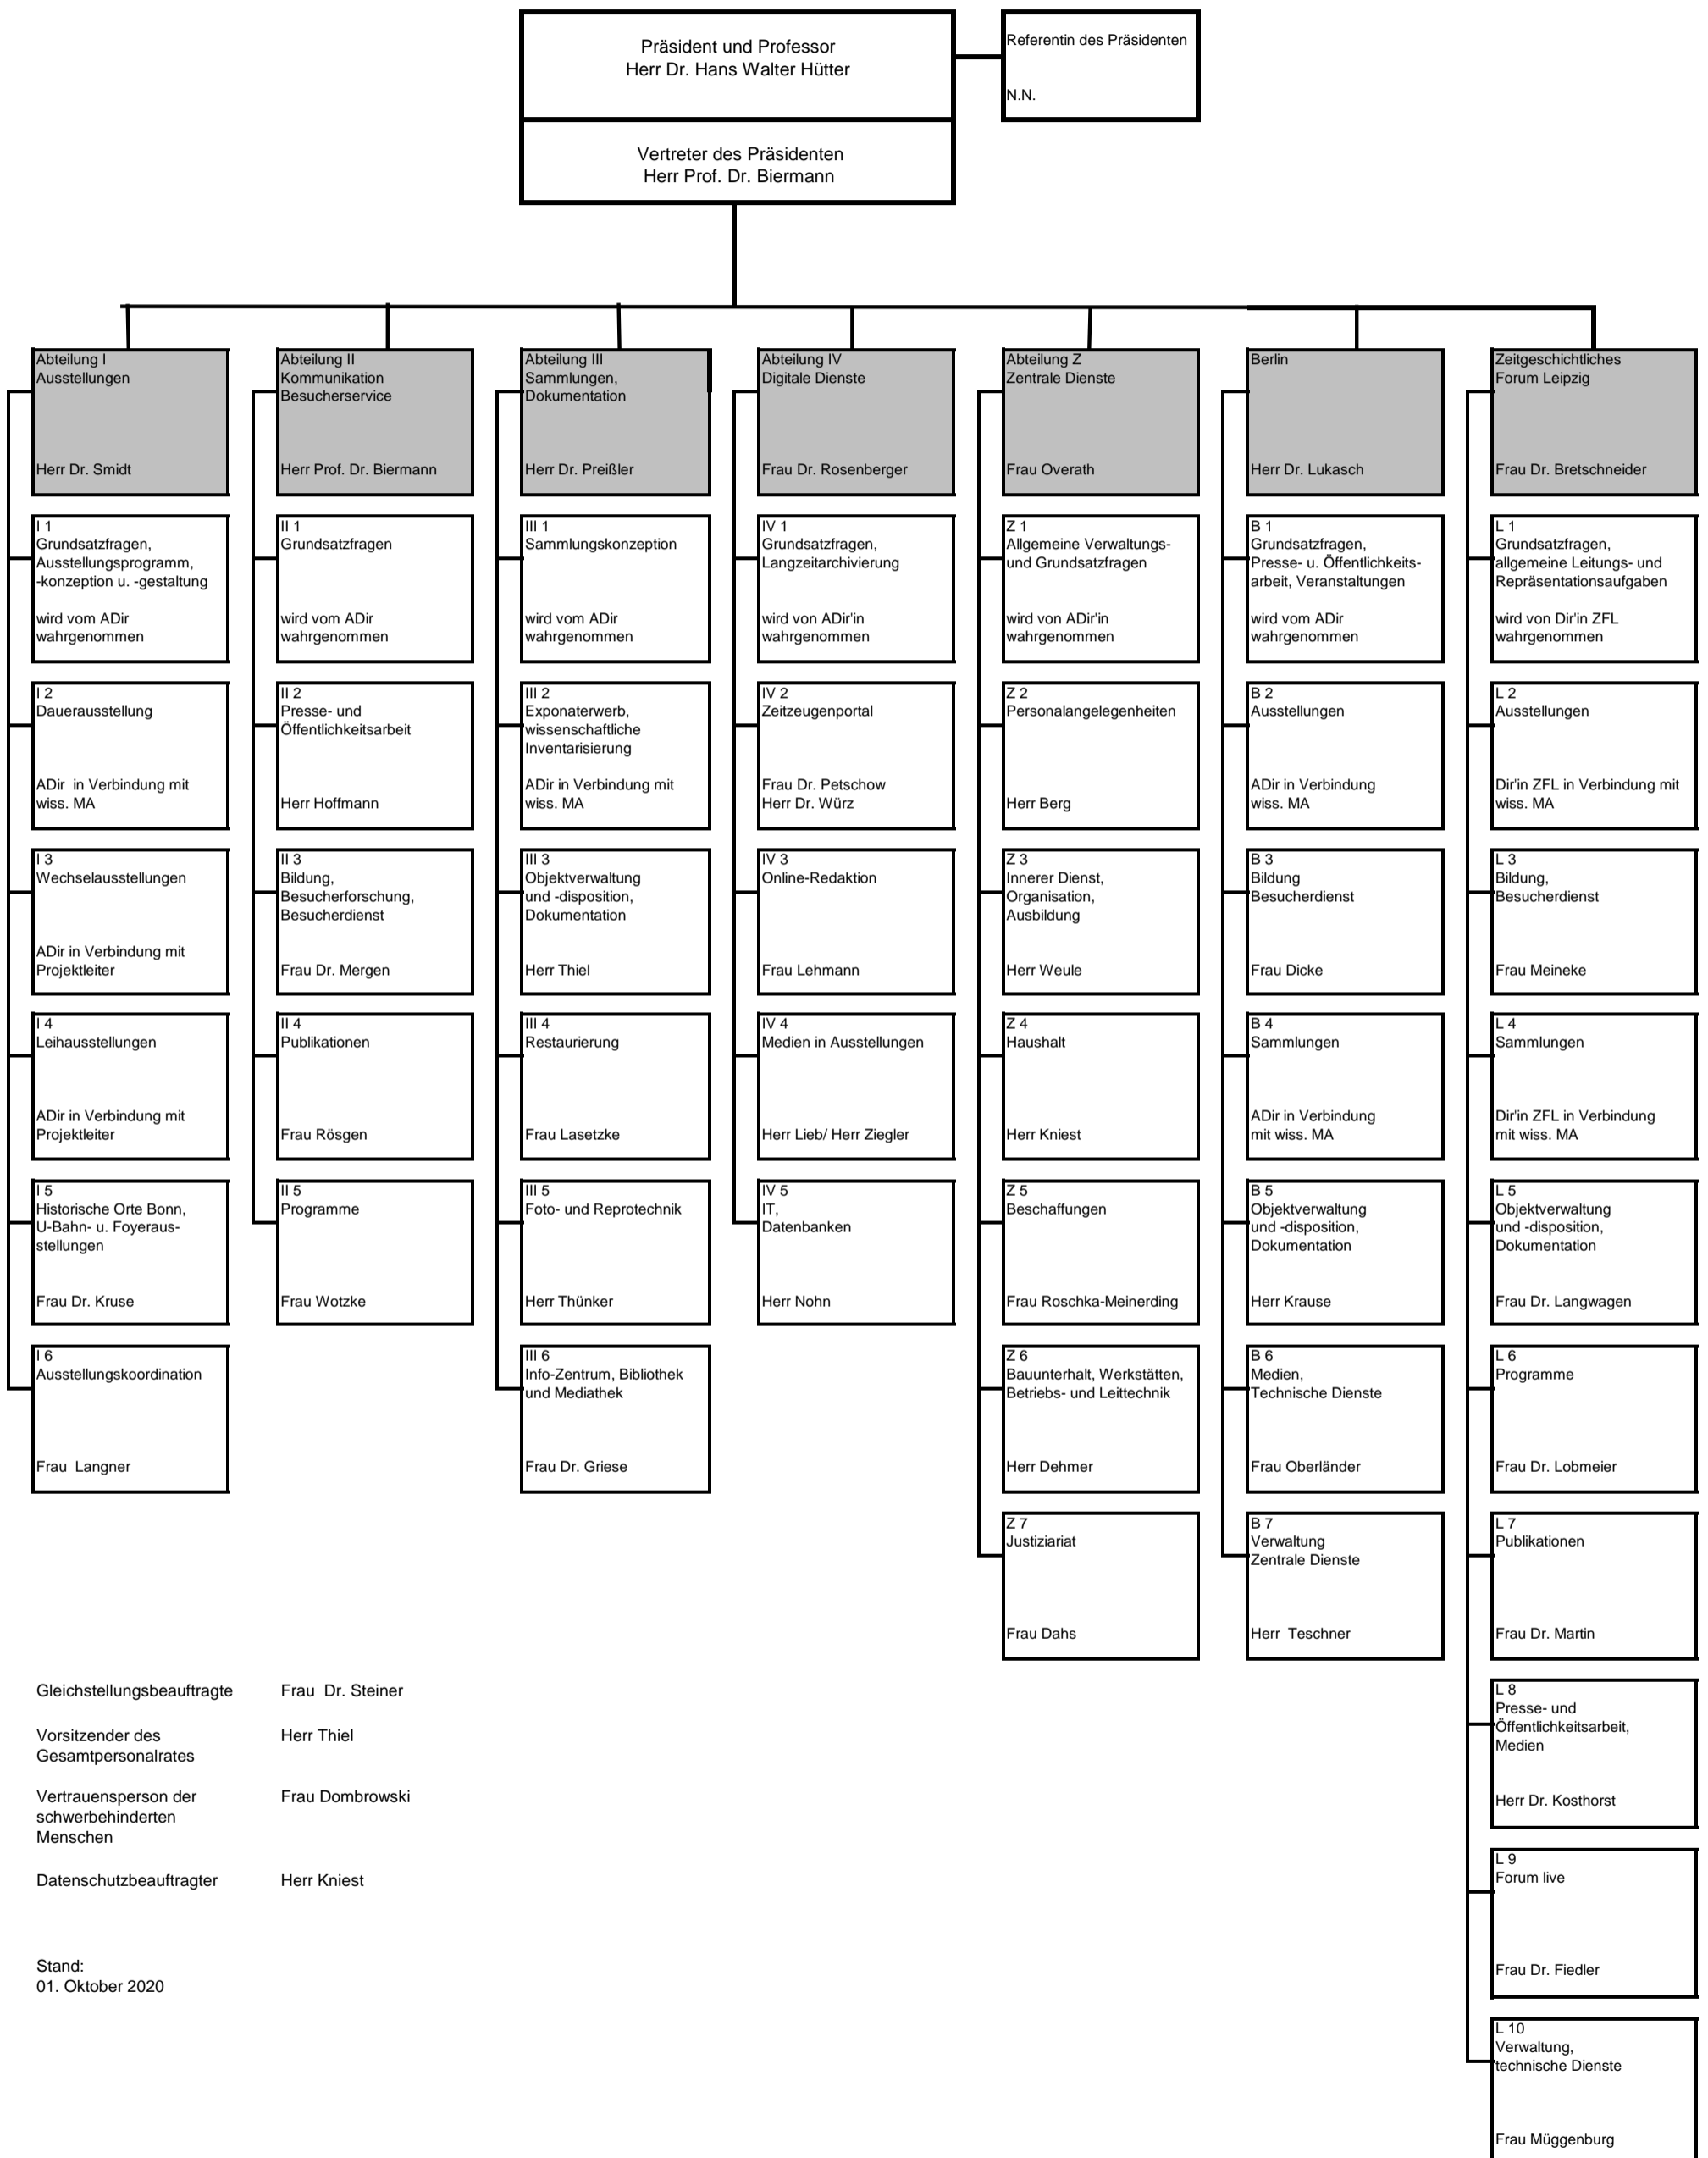 Präsident und Professor
Herr Dr. Hans Walter Hütter
Referentin des Präsidenten
N.N.
Vertreter des Präsidenten
Herr Prof. Dr. Biermann
Abteilung I
Ausstellungen
Herr Dr. Smidt
I 1
Grundsatzfragen,
Ausstellungsprogramm,
-konzeption u. -gestaltung
wird vom ADir
wahrgenommen
I 2
Dauerausstellung
ADir  in Verbindung mit
wiss. MA
I 3
Wechselausstellungen
ADir in Verbindung mit
Projektleiter
I 4
Leihausstellungen
ADir in Verbindung mit
Projektleiter
I 5
Historische Orte Bonn,
U-Bahn- u. Foyeraus-
stellungen
Frau Dr. Kruse
I 6
Ausstellungskoordination
Frau  Langner
Abteilung II
Kommunikation
Besucherservice
Herr Prof. Dr. Biermann
II 1
Grundsatzfragen
wird vom ADir
wahrgenommen
II 2
Presse- und
Öffentlichkeitsarbeit
Herr Hoffmann
II 3
Bildung,
Besucherforschung,
Besucherdienst
Frau Dr. Mergen
II 4
Publikationen
Frau Rösgen
II 5
Programme
Frau Wotzke
Abteilung III
Sammlungen,
Dokumentation
Herr Dr. Preißler
III 1
Sammlungskonzeption
wird vom ADir
wahrgenommen
III 2
Exponaterwerb,
wissenschaftliche
Inventarisierung
ADir in Verbindung mit
wiss. MA
III 3
Objektverwaltung
und -disposition,
Dokumentation
Herr Thiel
III 4
Restaurierung
Frau Lasetzke
III 5
Foto- und Reprotechnik
Herr Thünker
III 6
Info-Zentrum, Bibliothek
und Mediathek
Frau Dr. Griese
Abteilung IV
Digitale Dienste
Frau Dr. Rosenberger
IV 1
Grundsatzfragen,
Langzeitarchivierung
wird von ADir'in
wahrgenommen
IV 2
Zeitzeugenportal
Frau Dr. Petschow
Herr Dr. Würz
IV 3
Online-Redaktion
Frau Lehmann
IV 4
Medien in Ausstellungen
Herr Lieb/ Herr Ziegler
IV 5
IT,
Datenbanken
Herr Nohn
Abteilung Z
Zentrale Dienste
Frau Overath
Z 1
Allgemeine Verwaltungs-
und Grundsatzfragen
wird von ADir'in
wahrgenommen
Z 2
Personalangelegenheiten
Herr Berg
Z 3
Innerer Dienst,
Organisation,
Ausbildung
Herr Weule
Z 4
Haushalt
Herr Kniest
Z 5
Beschaffungen
Frau Roschka-Meinerding
Z 6
Bauunterhalt, Werkstätten,
Betriebs- und Leittechnik
Herr Dehmer
Z 7
Justiziariat
Frau Dahs
Berlin
Herr Dr. Lukasch
B 1
Grundsatzfragen,
Presse- u. Öffentlichkeits-
arbeit, Veranstaltungen
wird vom ADir
wahrgenommen
B 2
Ausstellungen
ADir in Verbindung
wiss. MA
B 3
Bildung
Besucherdienst
Frau Dicke
B 4
Sammlungen
ADir in Verbindung
mit wiss. MA
B 5
Objektverwaltung
und -disposition,
Dokumentation
Herr Krause
B 6
Medien,
Technische Dienste
Frau Oberländer
B 7
Verwaltung
Zentrale Dienste
Herr  Teschner
Zeitgeschichtliches
Forum Leipzig
Frau Dr. Bretschneider
L 1
Grundsatzfragen,
allgemeine Leitungs- und
Repräsentationsaufgaben
wird von Dir'in ZFL
wahrgenommen
L 2
Ausstellungen
Dir'in ZFL in Verbindung mit
wiss. MA
L 3
Bildung,
Besucherdienst
Frau Meineke
L 4
Sammlungen
Dir'in ZFL in Verbindung
mit wiss. MA
L 5
Objektverwaltung
und -disposition,
Dokumentation
Frau Dr. Langwagen
L 6
Programme
Frau Dr. Lobmeier
L 7
Publikationen
Frau Dr. Martin
L 8
Presse- und
Öffentlichkeitsarbeit,
Medien
Herr Dr. Kosthorst
L 9
Forum live
Frau Dr. Fiedler
L 10
Verwaltung,
technische Dienste
Frau Müggenburg
Gleichstellungsbeauftragte Frau  Dr. Steiner
Vorsitzender des Herr Thiel
Gesamtpersonalrates
Vertrauensperson der Frau Dombrowski
schwerbehinderten
Menschen
Datenschutzbeauftragter Herr Kniest
Stand:
01. Oktober 2020